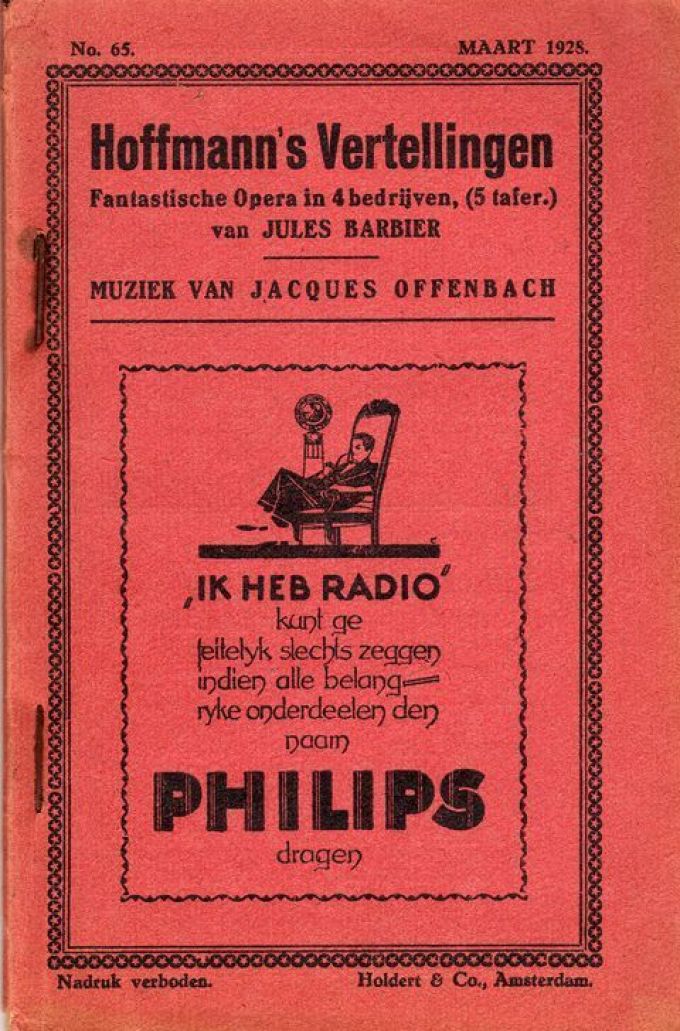 No. 65.
MAART 1928.
Hoffmann's Vertellingen
Fantastische Opera in 4 bedrijven, (5 tafer.)
van JULES BARBIER
MUZIEK VAN JACQUES OFFENBACH
„IK HEB RADIO“
kunt ge
feitelyk slechts zeggen
indien alle belang=
ryke onderdeelen den
naam
PHILIPS
dragen
Nadruk verboden.
Holdert & Co., Amsterdam.